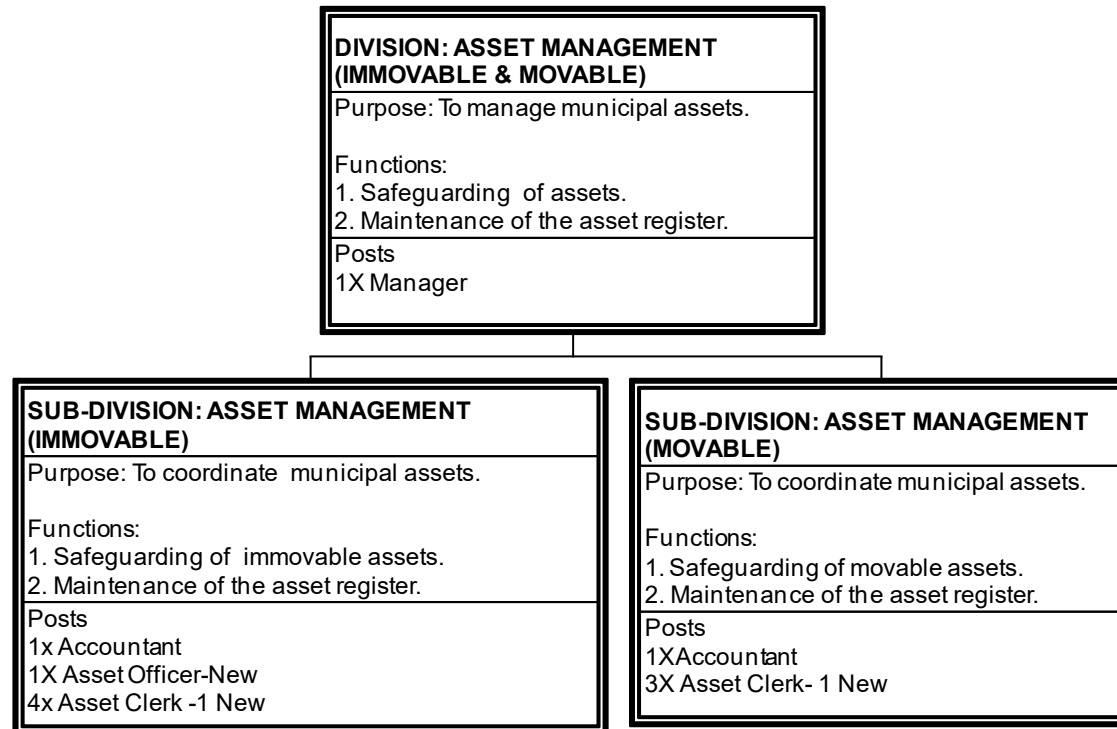 DIVISION: ASSET MANAGEMENT
(IMMOVABLE & MOVABLE)
Purpose: To manage municipal assets.
Functions:
1. Safeguarding of assets.
2. Maintenance of the asset register.
Posts
1X Manager
SUB-DIVISION: ASSET MANAGEMENT
(IMMOVABLE)
Purpose: To coordinate municipal assets.
Functions:
1. Safeguarding of immovable assets.
2. Maintenance of the asset register.
Posts
1x Accountant
1X Asset Officer-New
4x Asset Clerk -1 New
SUB-DIVISION: ASSET MANAGEMENT
(MOVABLE)
Purpose: To coordinate municipal assets.
Functions:
1. Safeguarding of movable assets.
2. Maintenance of the asset register.
Posts
1XAccountant
3X Asset Clerk- 1 New